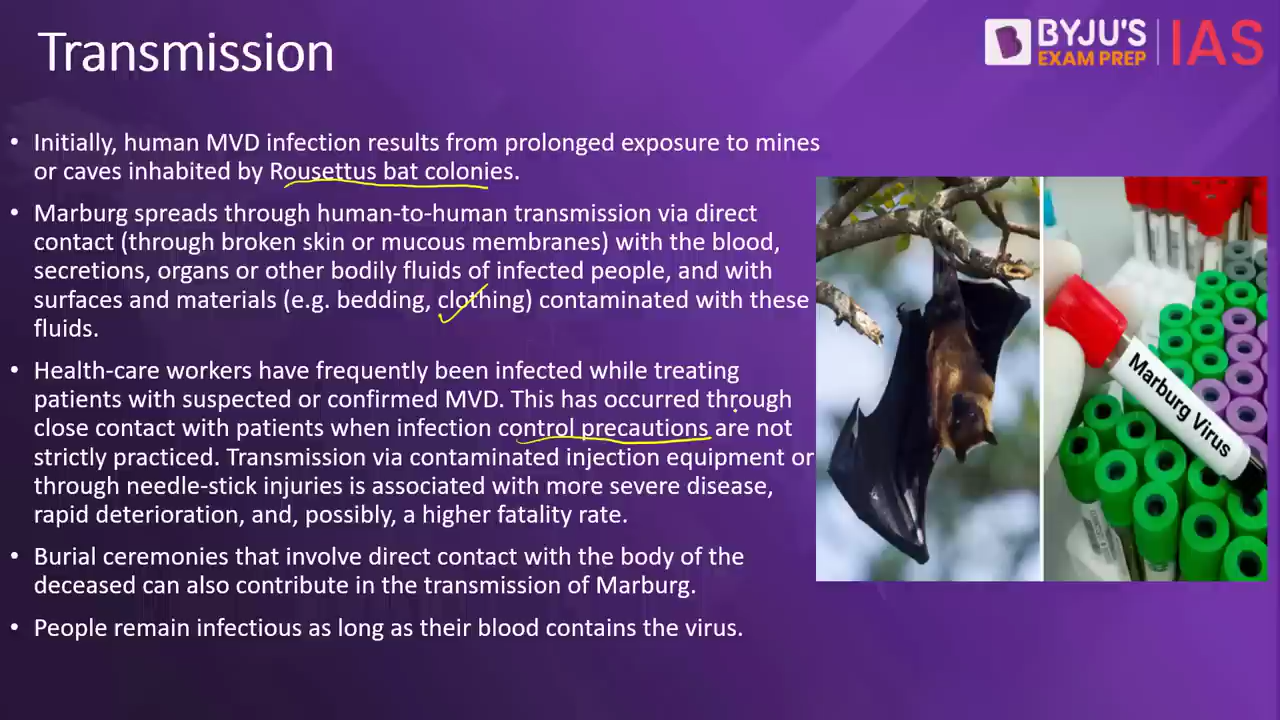 Transmission
BYJU'S
EXAM PREP
IAS
• Initially, human MVD infection results from prolonged exposure to mines
or caves inhabited by Rousettus bat colonies.
• Marburg spreads through human-to-human transmission via direct
contact (through broken skin or mucous membranes) with the blood,
secretions, organs or other bodily fluids of infected people, and with
surfaces and materials (e.g. bedding, clothing) contaminated with these
fluids.
• Health-care workers have frequently been infected while treating
patients with suspected or confirmed MVD. This has occurred through
close contact with patients when infection control precautions are not
strictly practiced. Transmission via contaminated injection equipment or
through needle-stick injuries is associated with more severe disease,
rapid deterioration, and, possibly, a higher fatality rate.
• Burial ceremonies that involve direct contact with the body of the
deceased can also contribute in the transmission of Marburg.
• People remain infectious as long as their blood contains the virus.
Marburg Virus